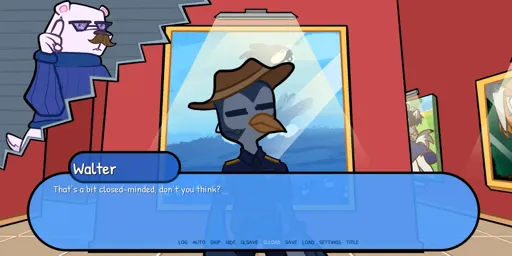 Walter
That's a bit closed-minded, don't you think?
LOG AUTO SKIP HIDE Q.SAVE Q.LOAD SAVE LOAD SETTINGS TITLE